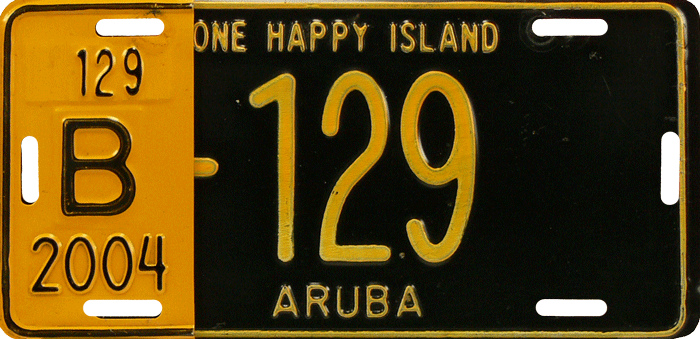 129
B
2004
ONE HAPPY ISLAND
-129
ARUBA